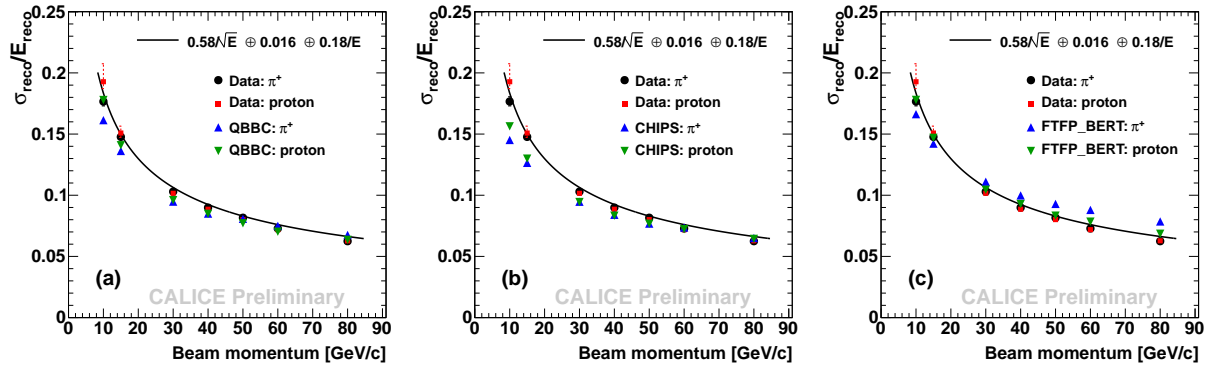 σreco/Ereco
0.25
0.2
0.15
0.1
0.05
0
0.58/√E ⊕ 0.016 ⊕ 0.18/E
Data: π+
Data: proton
QBBC: π+
QBBC: proton
(a)
CALICE Preliminary
0 10 20 30 40 50 60 70 80 90
Beam momentum [GeV/c]
σreco/Ereco
0.25
0.2
0.15
0.1
0.05
0
0.58/√E ⊕ 0.016 ⊕ 0.18/E
Data: π+
Data: proton
CHIPS: π+
CHIPS: proton
(b)
CALICE Preliminary
0 10 20 30 40 50 60 70 80 90
Beam momentum [GeV/c]
σreco/Ereco
0.25
0.2
0.15
0.1
0.05
0
0.58/√E ⊕ 0.016 ⊕ 0.18/E
Data: π+
Data: proton
FTFP_BERT: π+
FTFP_BERT: proton
(c)
CALICE Preliminary
0 10 20 30 40 50 60 70 80 90
Beam momentum [GeV/c]